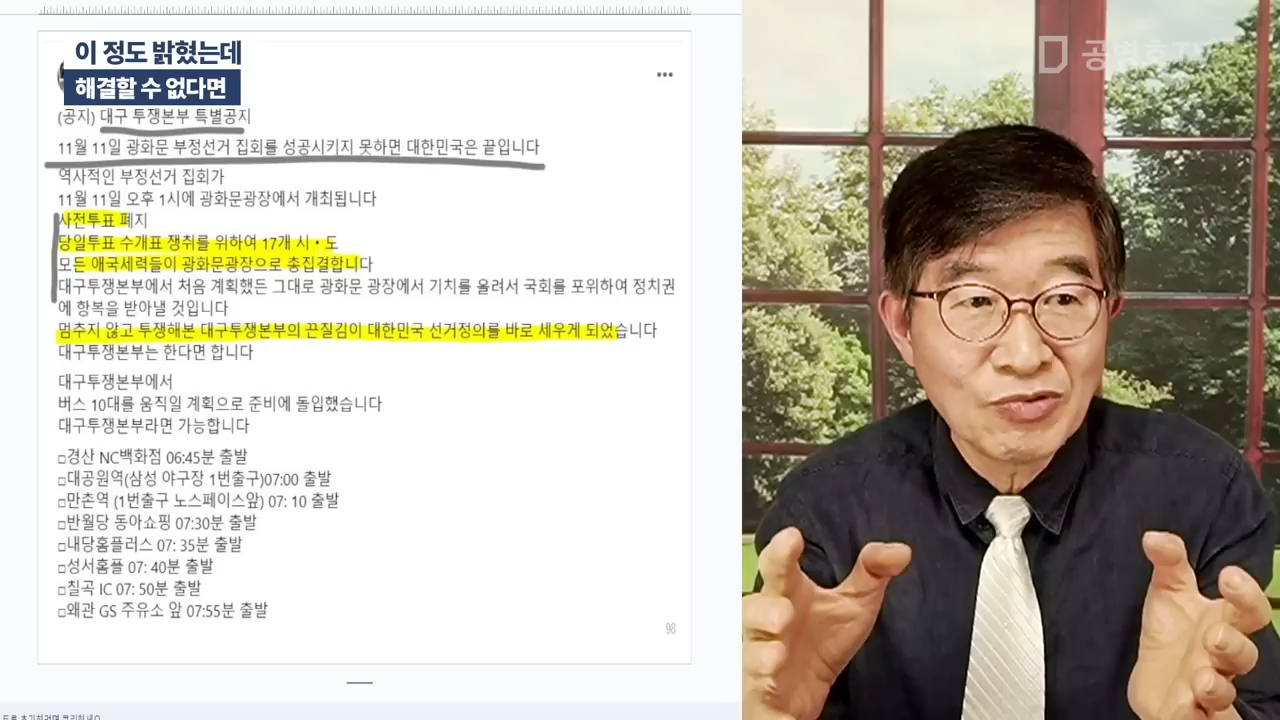 이 정도 밝혔는데
해결할 수 없다면
공병호TV
(공지) 대구 투쟁본부 특별공지
11월 11일 광화문 부정선거 집회를 성공시키지 못하면 대한민국은 끝입니다
역사적인 부정선거 집회가
11월 11일 오후 1시에 광화문광장에서 개최됩니다
사전투표 폐지
당일투표 수개표 쟁취를 위하여 17개 시•도
모든 애국세력들이 광화문광장으로 총집결합니다
대구투쟁본부에서 처음 계획했든 그대로 광화문 광장에서 기치를 올려서 국회를 포위하여 정치권
에 항복을 받아낼 것입니다
멈추지 않고 투쟁해본 대구투쟁본부의 끈질김이 대한민국 선거정의를 바로 세우게 되었습니다
대구투쟁본부는 한다면 합니다
대구투쟁본부에서
버스 10대를 움직일 계획으로 준비에 돌입했습니다
대구투쟁본부라면 가능합니다
□경산 NC백화점 06:45분 출발
□대공원역(삼성 야구장 1번출구)07:00 출발
□만촌역 (1번출구 노스페이스앞) 07: 10 출발
□반월당 동아쇼핑 07:30분 출발
□내당홈플러스 07: 35분 출발
□성서홈플 07: 40분 출발
□칠곡 IC 07: 50분 출발
□왜관 GS 주유소 앞 07:55분 출발
98